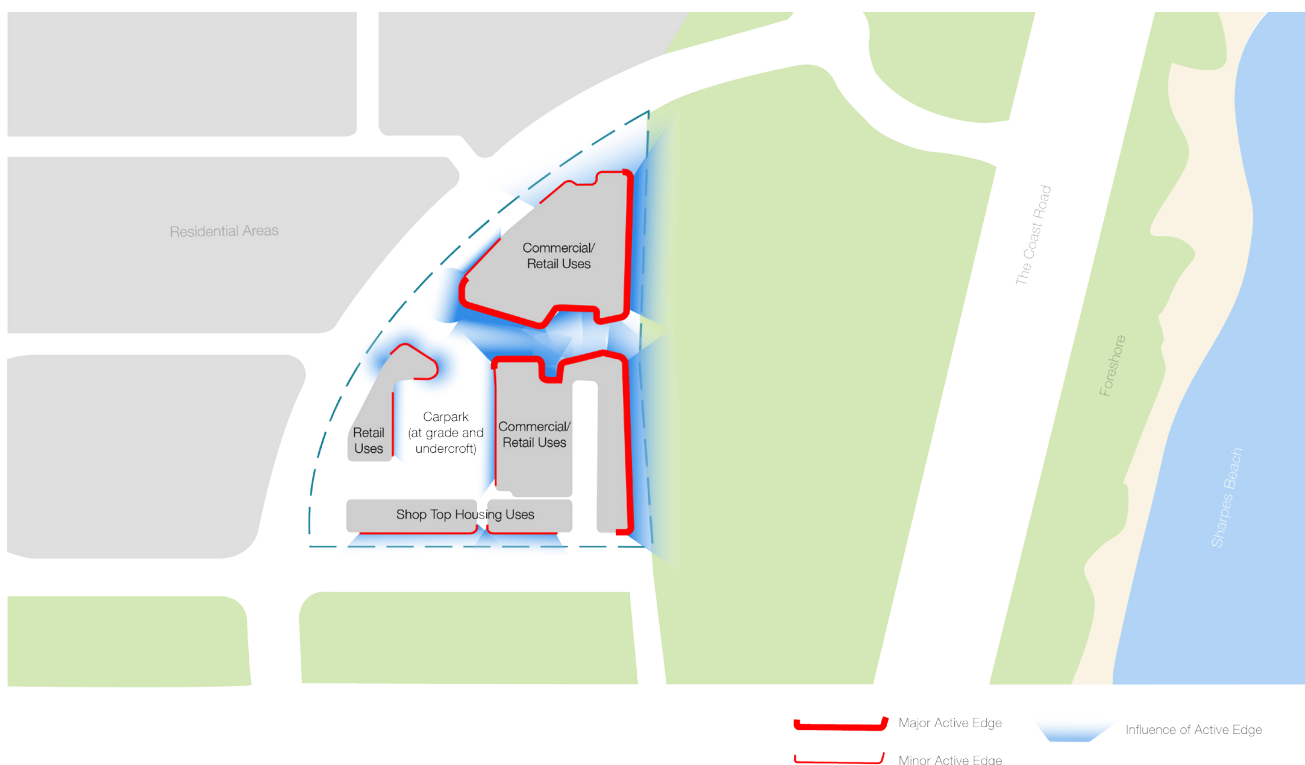 Residential Areas
Commercial/
Retail Uses
The Coast Road
Foreshore
Sharpes Beach
Retail
Uses
Carpark
(at grade and
undercroft)
Commercial/
Retail Uses
Shop Top Housing Uses
Major Active Edge
Influence of Active Edge
Minor Active Edge